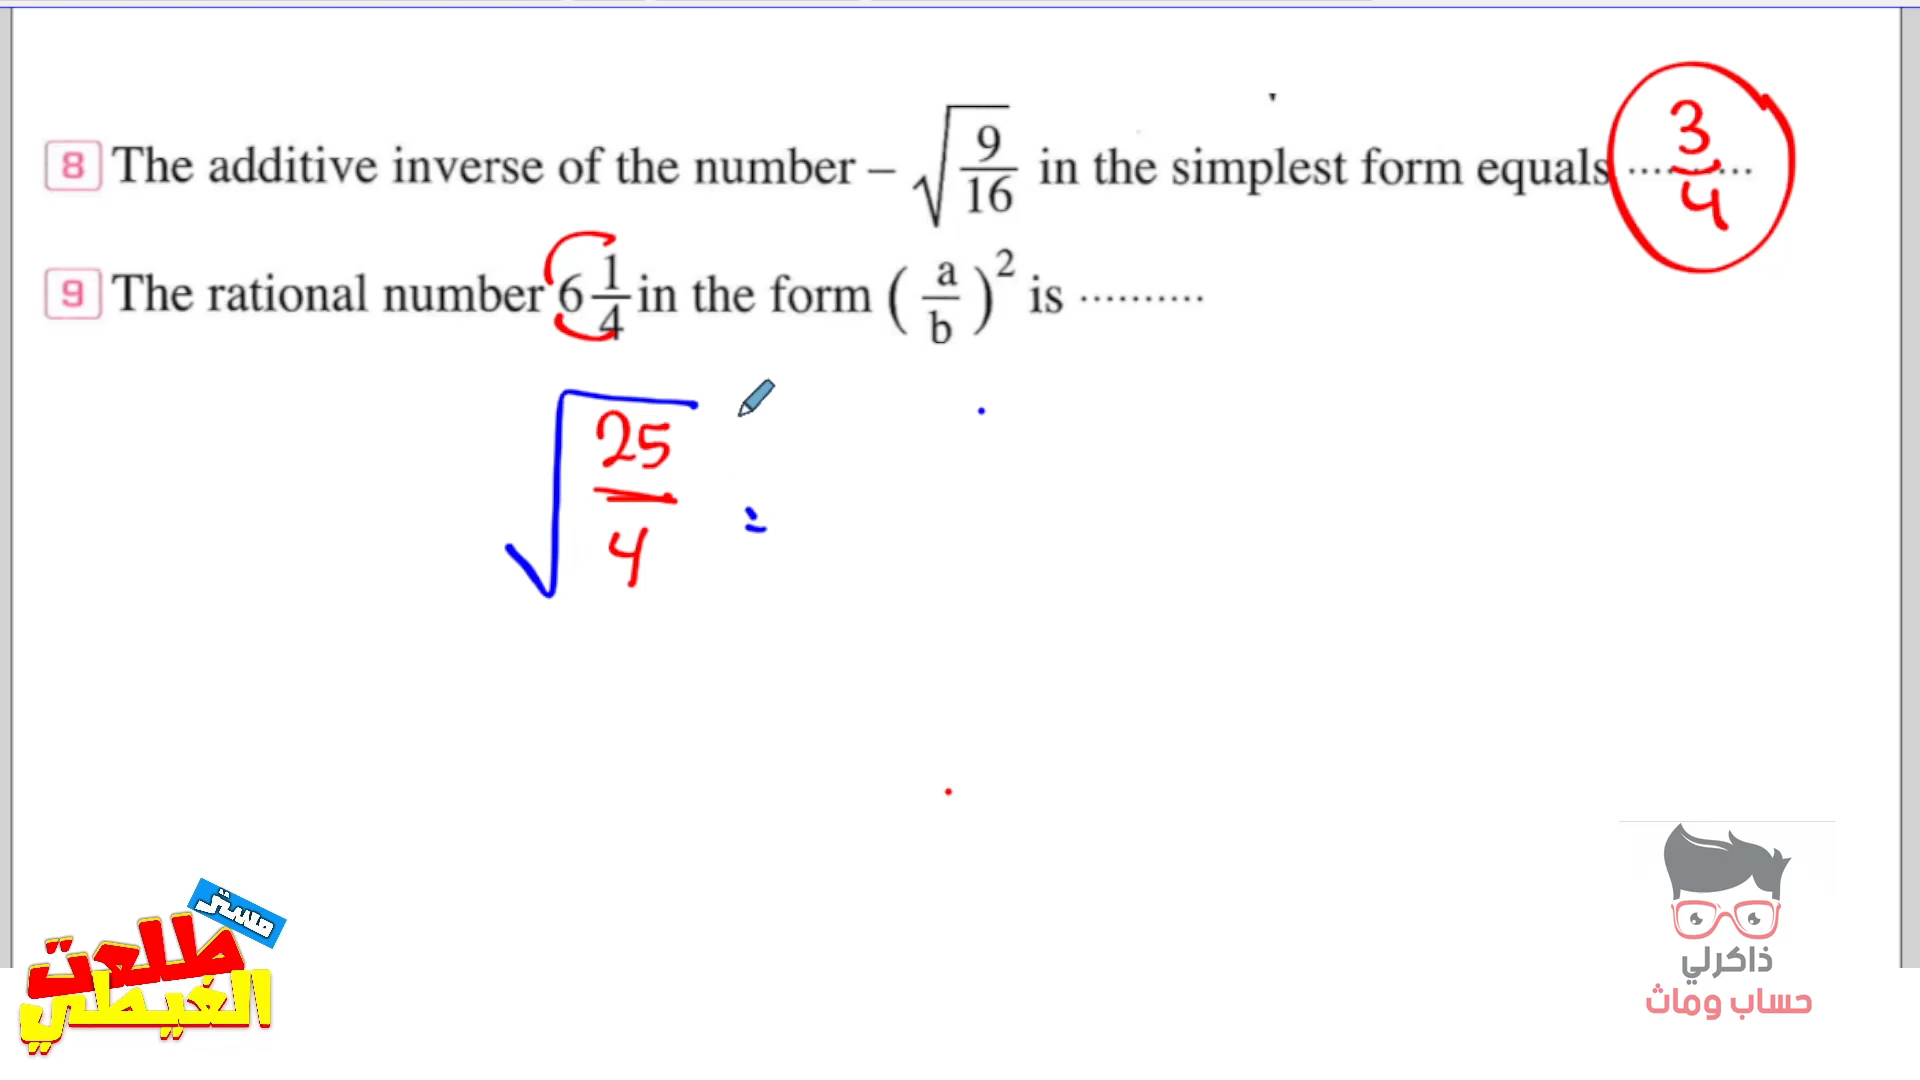 8 The additive inverse of the number – √(9/16) in the simplest form equals .......... 3/4
9 The rational number 6 1/4 in the form (a/b)² is ..........
√(25/4) =
مستر
طلعت
الغيطي
ذاكرلي
حساب وماث